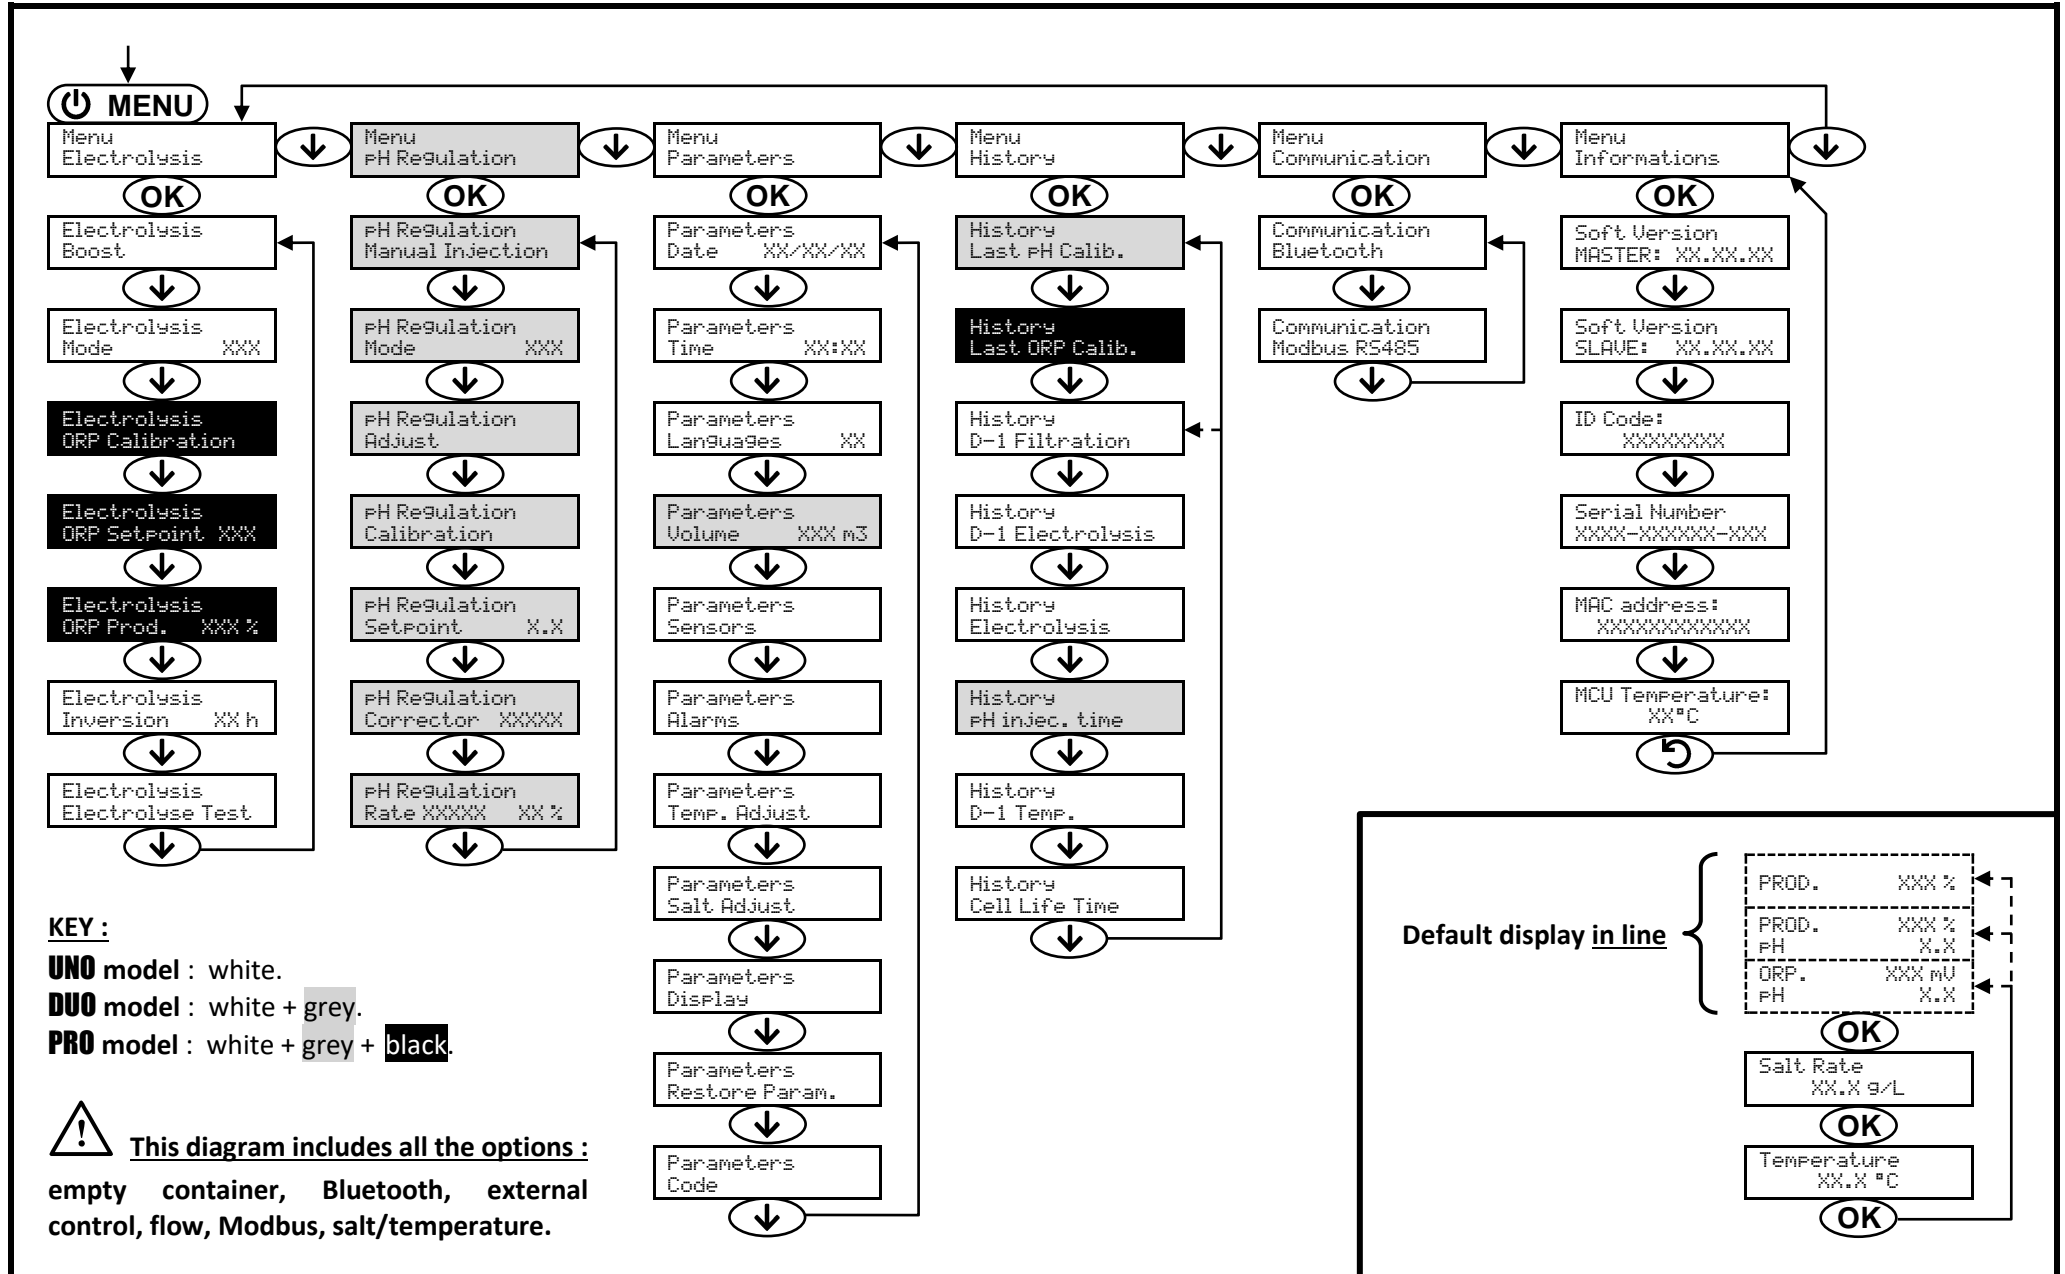 MENU
Menu
Electrolysis
OK
Electrolysis
Boost
Electrolysis
Mode XXX
Electrolysis
ORP Calibration
Electrolysis
ORP Setpoint XXX
Electrolysis
ORP Prod. XXX %
Electrolysis
Inversion XX h
Electrolysis
Electrolyse Test
Menu
pH Regulation
OK
pH Regulation
Manual Injection
pH Regulation
Mode XXX
pH Regulation
Adjust
pH Regulation
Calibration
pH Regulation
Setpoint X.X
pH Regulation
Corrector XXXXX
pH Regulation
Rate XXXXX XX %
Menu
Parameters
OK
Parameters
Date XX/XX/XX
Parameters
Time XX:XX
Parameters
Languages XX
Parameters
Volume XXX m3
Parameters
Sensors
Parameters
Alarms
Parameters
Temp. Adjust
Parameters
Salt Adjust
Parameters
Display
Parameters
Restore Param.
Parameters
Code
Menu
History
OK
History
Last pH Calib.
History
Last ORP Calib.
History
D-1 Filtration
History
D-1 Electrolysis
History
Electrolysis
History
pH injec. time
History
D-1 Temp.
History
Cell Life Time
Menu
Communication
OK
Communication
Bluetooth
Communication
Modbus RS485
Menu
Informations
OK
Soft Version
MASTER: XX.XX.XX
Soft Version
SLAVE: XX.XX.XX
ID Code:
XXXXXXXX
Serial Number
XXXX-XXXXXX-XXX
MAC address:
XXXXXXXXXXXX
MCU Temperature:
XX°C
KEY :
UNO model : white.
DUO model : white + grey.
PRO model : white + grey + black.
This diagram includes all the options :
empty container, Bluetooth, external
control, flow, Modbus, salt/temperature.
Default display in line
PROD. XXX %
PROD. XXX %
pH X.X
ORP. XXX mV
pH X.X
OK
Salt Rate
XX.X g/L
OK
Temperature
XX.X °C
OK